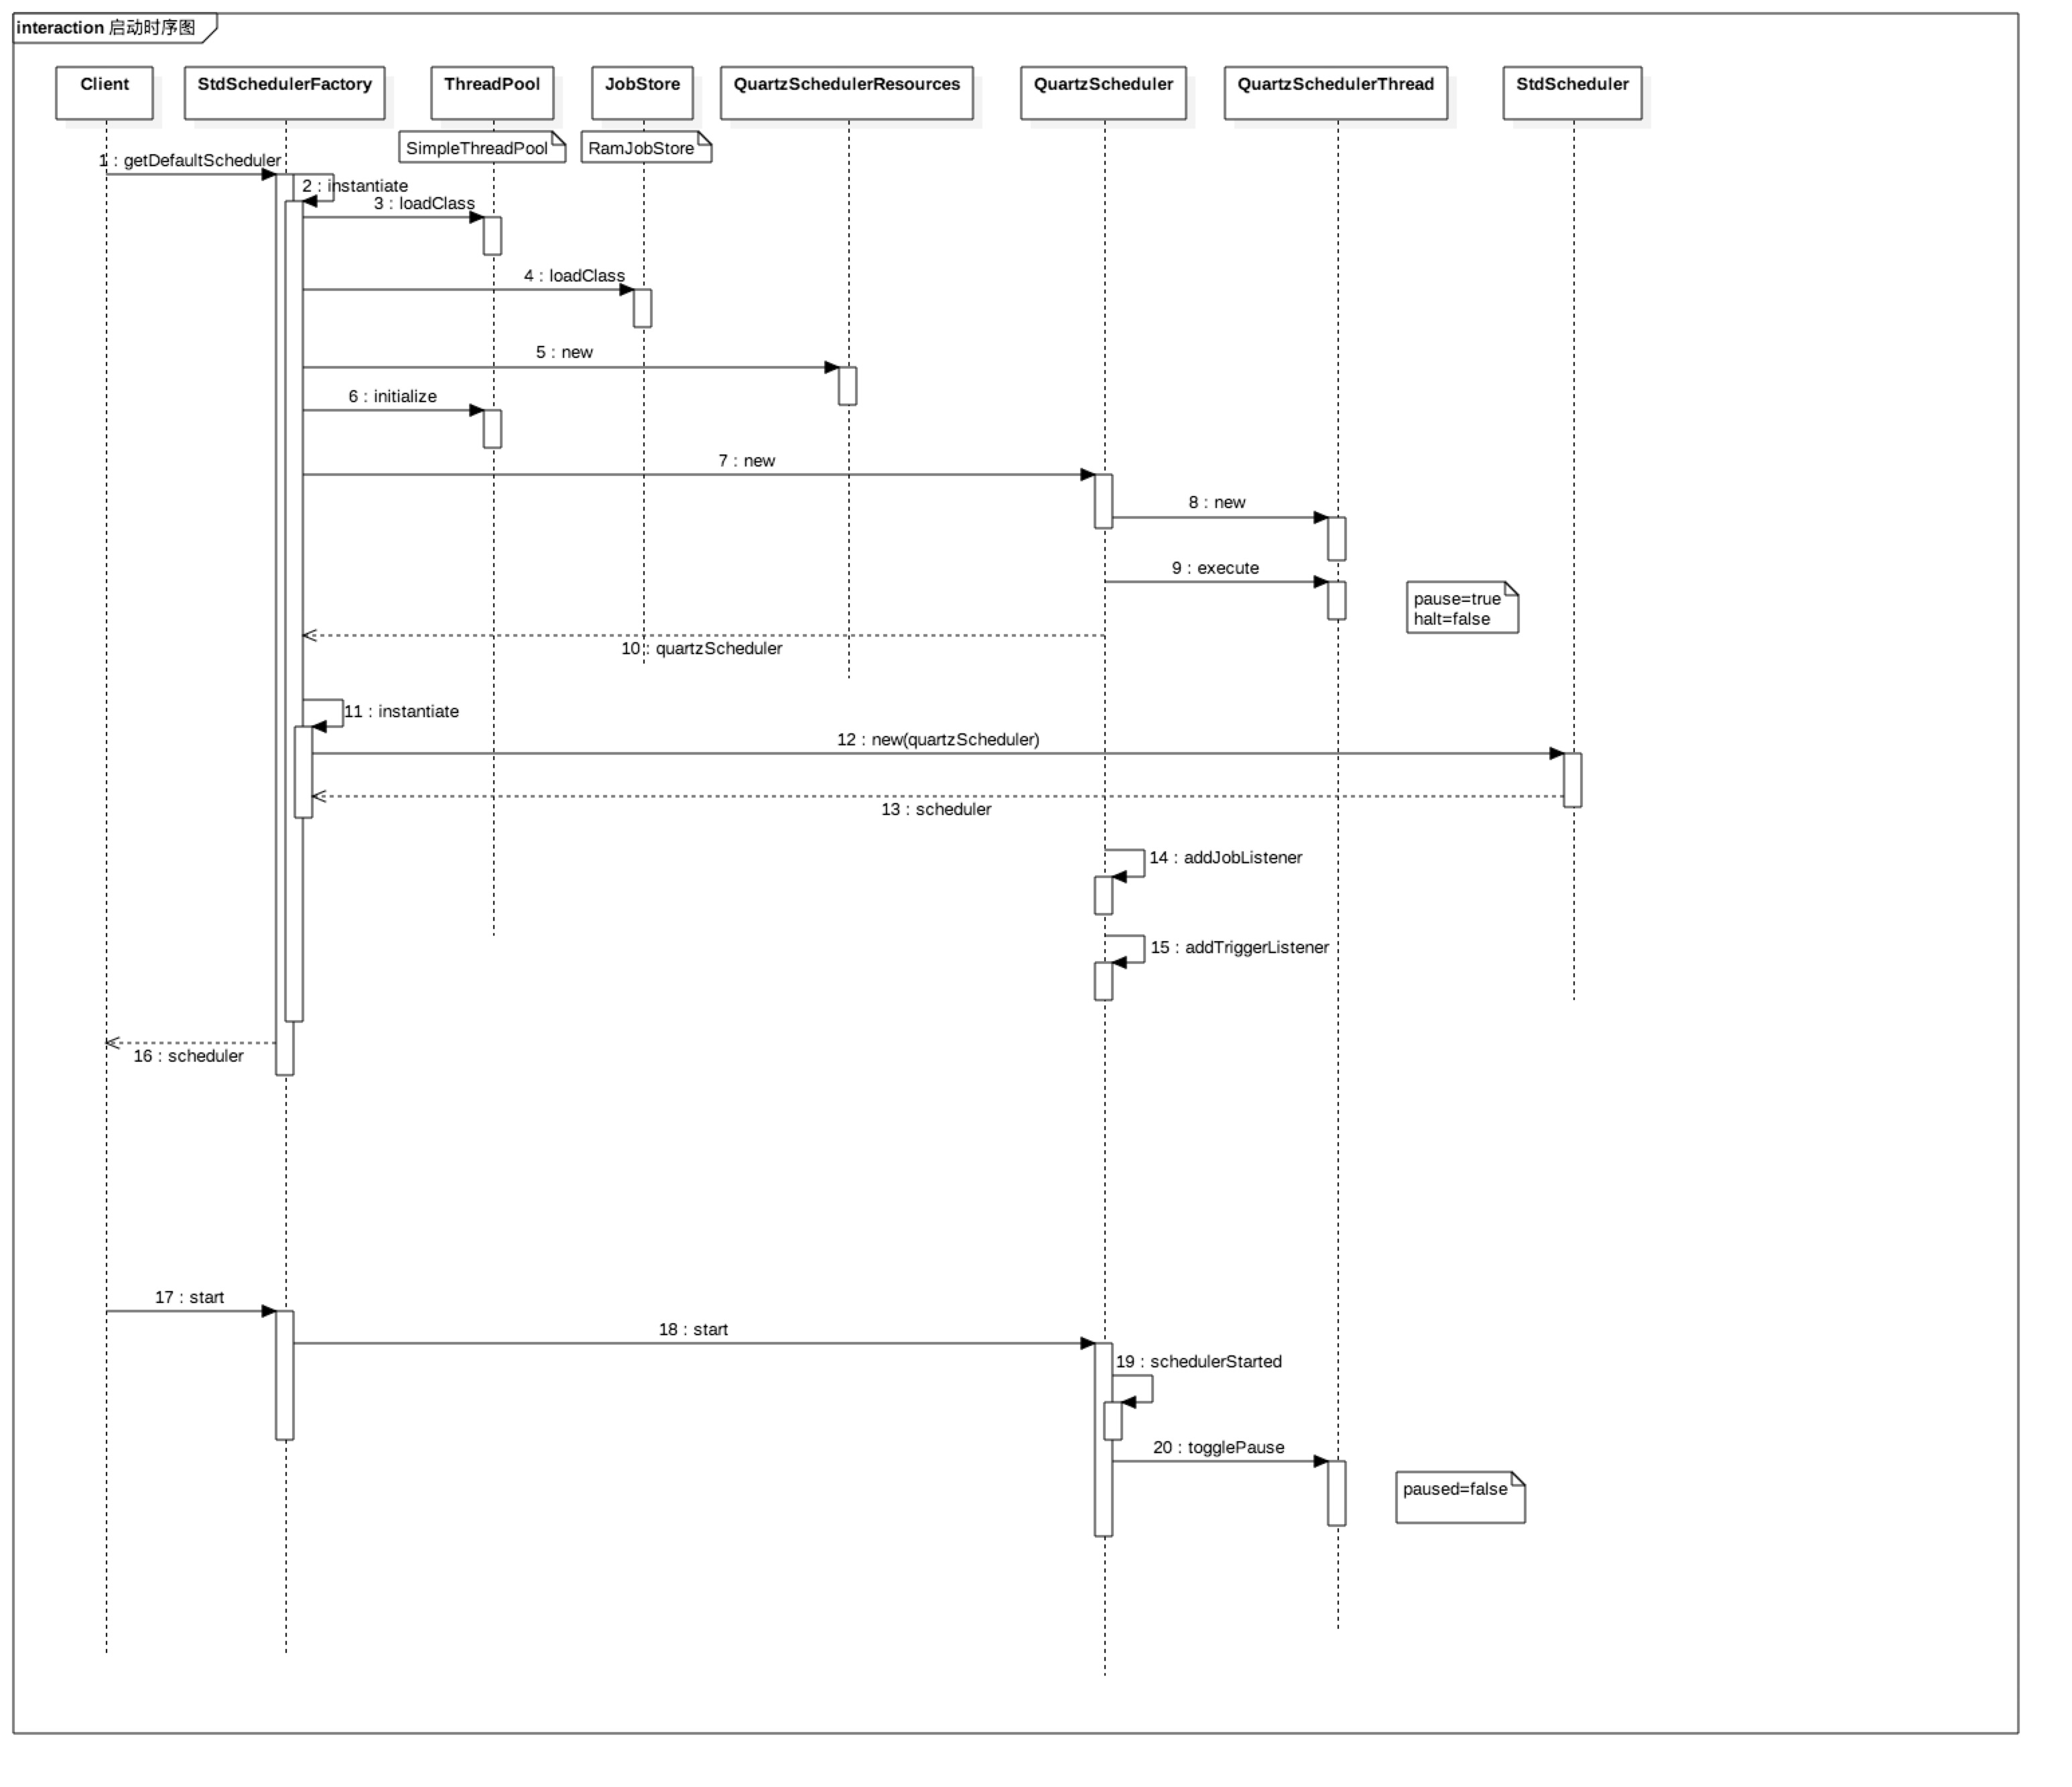 interaction 启动时序图
Client
StdSchedulerFactory
ThreadPool
JobStore
QuartzSchedulerResources
QuartzScheduler
QuartzSchedulerThread
StdScheduler
SimpleThreadPool
RamJobStore
1 : getDefaultScheduler
2 : instantiate
3 : loadClass
4 : loadClass
5 : new
6 : initialize
7 : new
8 : new
9 : execute
pause=true
halt=false
10 : quartzScheduler
11 : instantiate
12 : new(quartzScheduler)
13 : scheduler
14 : addJobListener
15 : addTriggerListener
16 : scheduler
17 : start
18 : start
19 : schedulerStarted
20 : togglePause
paused=false